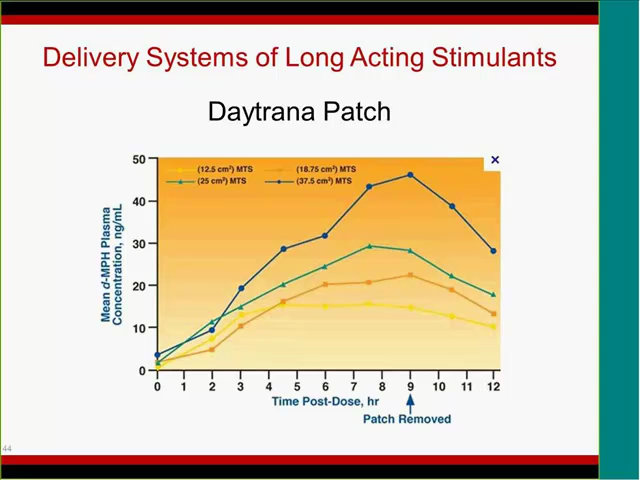 Delivery Systems of Long Acting Stimulants
Daytrana Patch
(12.5 cm²) MTS
(18.75 cm²) MTS
(25 cm²) MTS
(37.5 cm²) MTS
Mean d-MPH Plasma
Concentration, ng/mL
50
40
30
20
10
0
0 1 2 3 4 5 6 7 8 9 10 11 12
Time Post-Dose, hr
Patch Removed
44